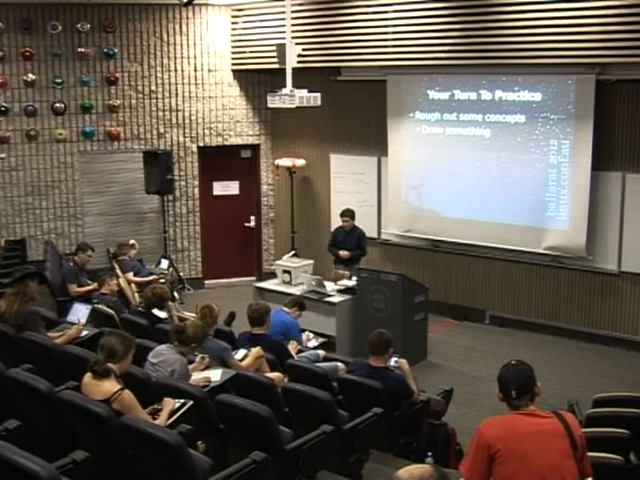 Your Turn To Practice
• Rough out some concepts
• Draw something
ballarat 2012
linux.conf.au